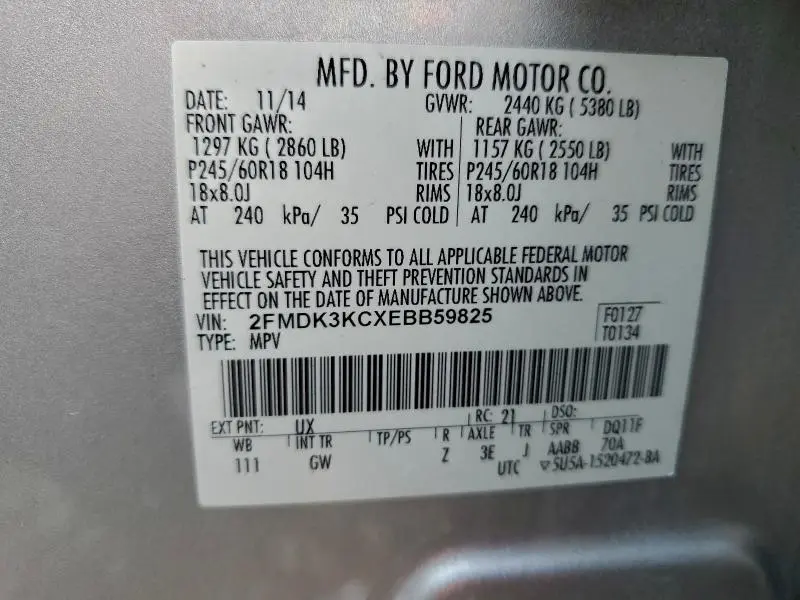 MFD. BY FORD MOTOR CO.
DATE: 11/14 GVWR: 2440 KG ( 5380 LB)
FRONT GAWR: REAR GAWR:
1297 KG ( 2860 LB) WITH 1157 KG ( 2550 LB) WITH
P245/60R18 104H TIRES P245/60R18 104H TIRES
18x8.0J RIMS 18x8.0J RIMS
AT 240 kPa/ 35 PSI COLD AT 240 kPa/ 35 PSI COLD
THIS VEHICLE CONFORMS TO ALL APPLICABLE FEDERAL MOTOR
VEHICLE SAFETY AND THEFT PREVENTION STANDARDS IN
EFFECT ON THE DATE OF MANUFACTURE SHOWN ABOVE.
VIN: 2FMDK3KCXEBB59825 F0127
TYPE: MPV T0134
EXT PNT: UX RC: 21 DSO:
WB INT TR TP/PS R AXLE TR SPR DQ11F
111 GW Z 3E J AABB 70A
UTC ▽5U5A-1520472-BA